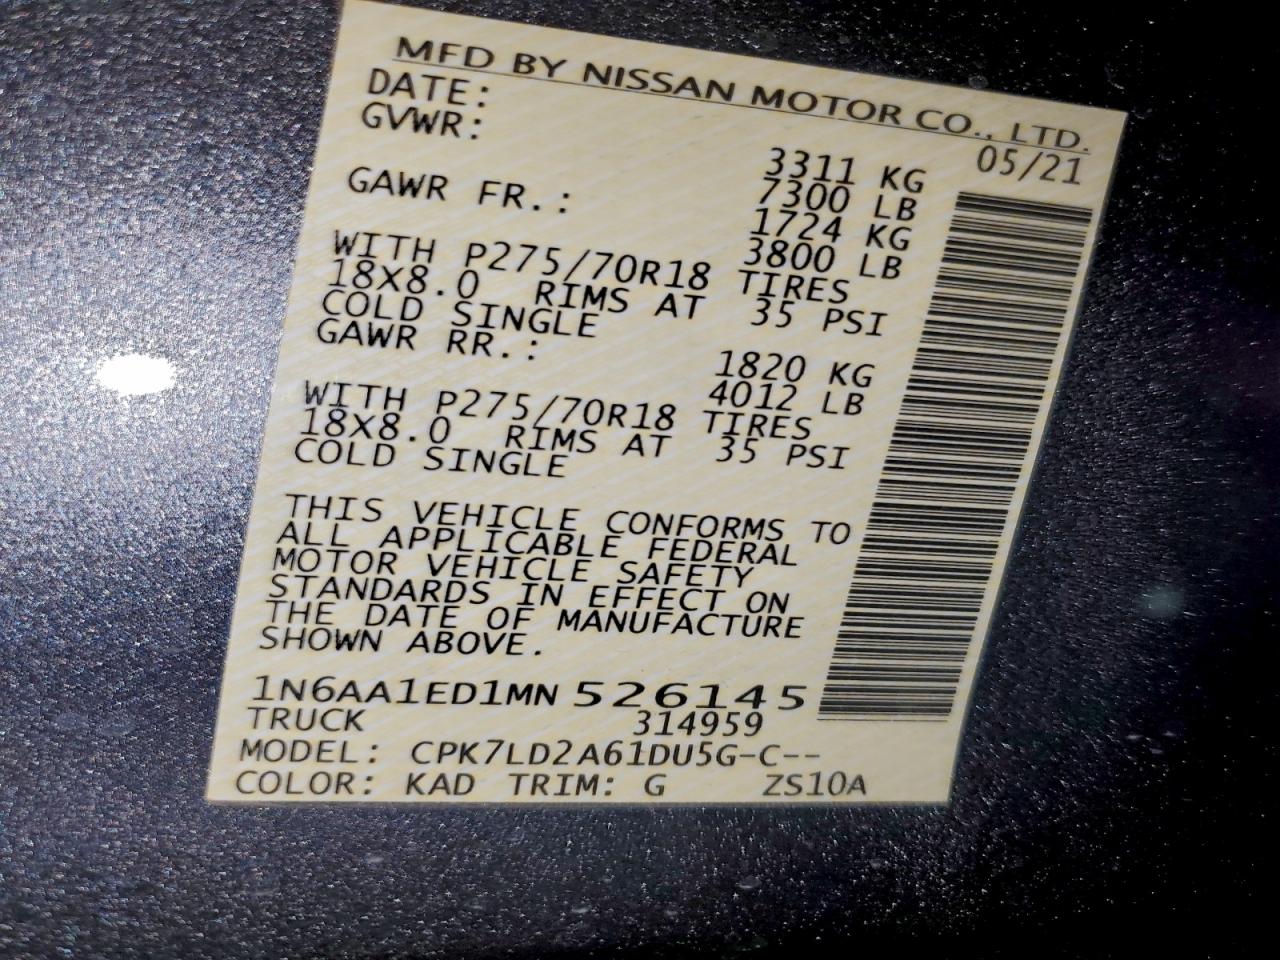 MFD BY NISSAN MOTOR CO., LTD.
DATE: 05/21
GVWR: 3311 KG
7300 LB
GAWR FR.: 1724 KG
3800 LB
WITH P275/70R18 TIRES
18X8.0 RIMS AT 35 PSI
COLD SINGLE
GAWR RR.: 1820 KG
4012 LB
WITH P275/70R18 TIRES
18X8.0 RIMS AT 35 PSI
COLD SINGLE
THIS VEHICLE CONFORMS TO
ALL APPLICABLE FEDERAL
MOTOR VEHICLE SAFETY
STANDARDS IN EFFECT ON
THE DATE OF MANUFACTURE
SHOWN ABOVE.
1N6AA1ED1MN 526145
TRUCK 314959
MODEL: CPK7LD2A61DU5G-C--
COLOR: KAD TRIM: G ZS10A